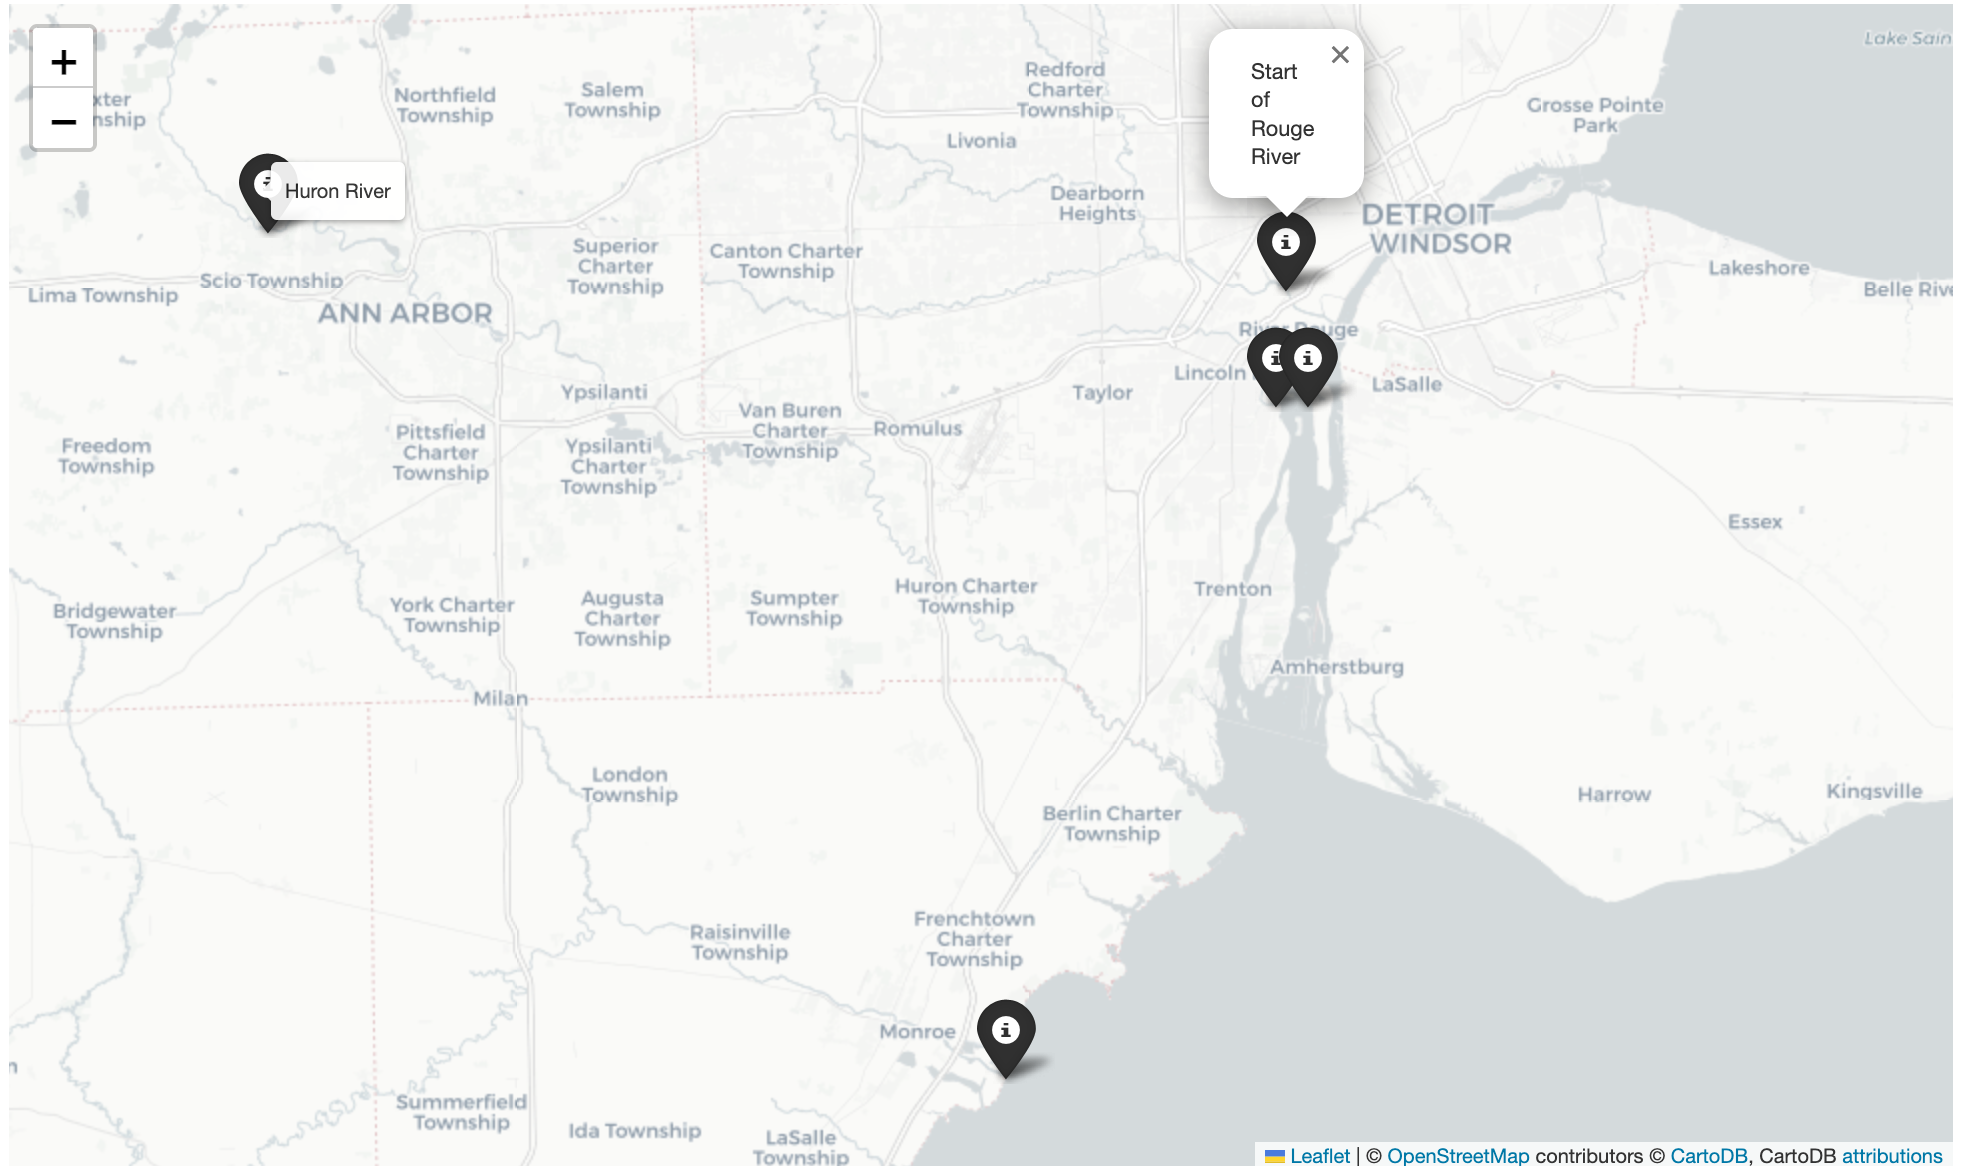 +
−
Lake Sain
xter
nship
Northfield
Township
Salem
Township
Redford
Charter
Township
Livonia
Start
of
Rouge
River
×
Grosse Pointe
Park
Huron River
Dearborn
Heights
DETROIT
WINDSOR
Scio Township
Lima Township
ANN ARBOR
Superior
Charter
Township
Canton Charter
Township
Lakeshore
Belle Rive
River Rouge
Lincoln
LaSalle
Taylor
Ypsilanti
Van Buren
Charter
Township
Romulus
Freedom
Township
Pittsfield
Charter
Township
Ypsilanti
Charter
Township
Essex
Bridgewater
Township
York Charter
Township
Augusta
Charter
Township
Sumpter
Township
Huron Charter
Township
Trenton
Amherstburg
Milan
London
Township
Berlin Charter
Township
Harrow
Kingsville
Raisinville
Township
Frenchtown
Charter
Township
Monroe
n
Summerfield
Township
Ida Township
LaSalle
Township
Leaflet | © OpenStreetMap contributors © CartoDB, CartoDB attributions